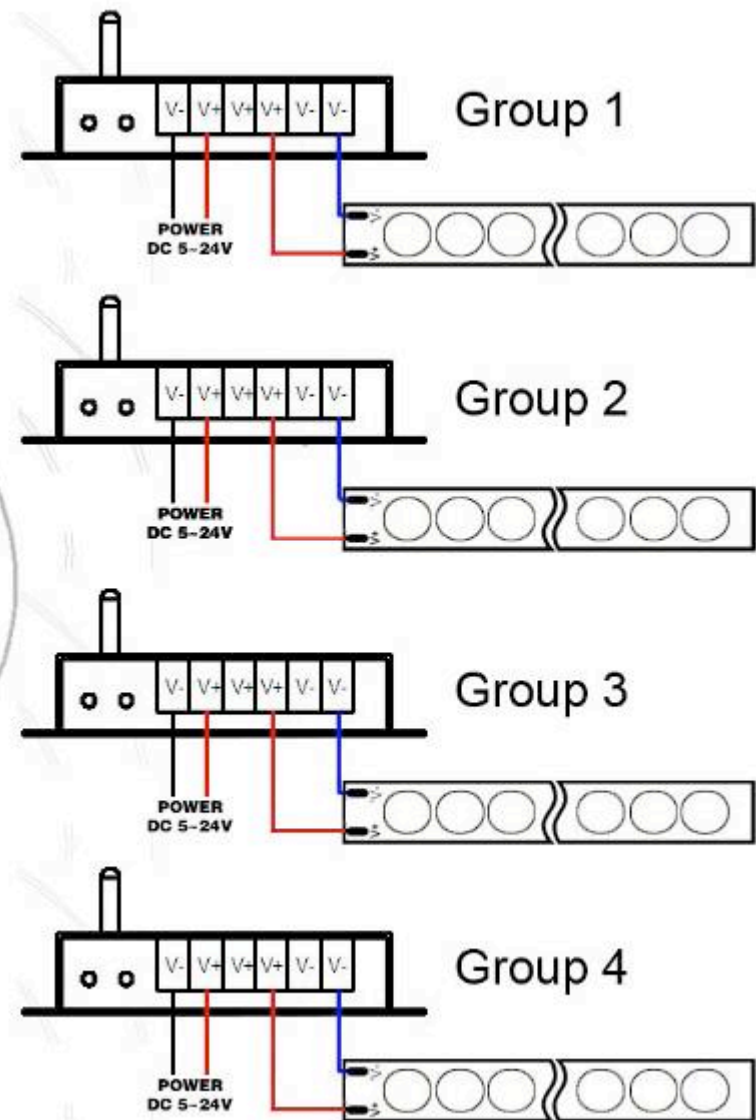 V- V+ V+ V+ V- V-
Group 1
POWER
DC 5~24V
V-
V+
V- V+ V+ V+ V- V-
Group 2
POWER
DC 5~24V
V-
V+
V- V+ V+ V+ V- V-
Group 3
POWER
DC 5~24V
V-
V+
V- V+ V+ V+ V- V-
Group 4
POWER
DC 5~24V
V-
V+